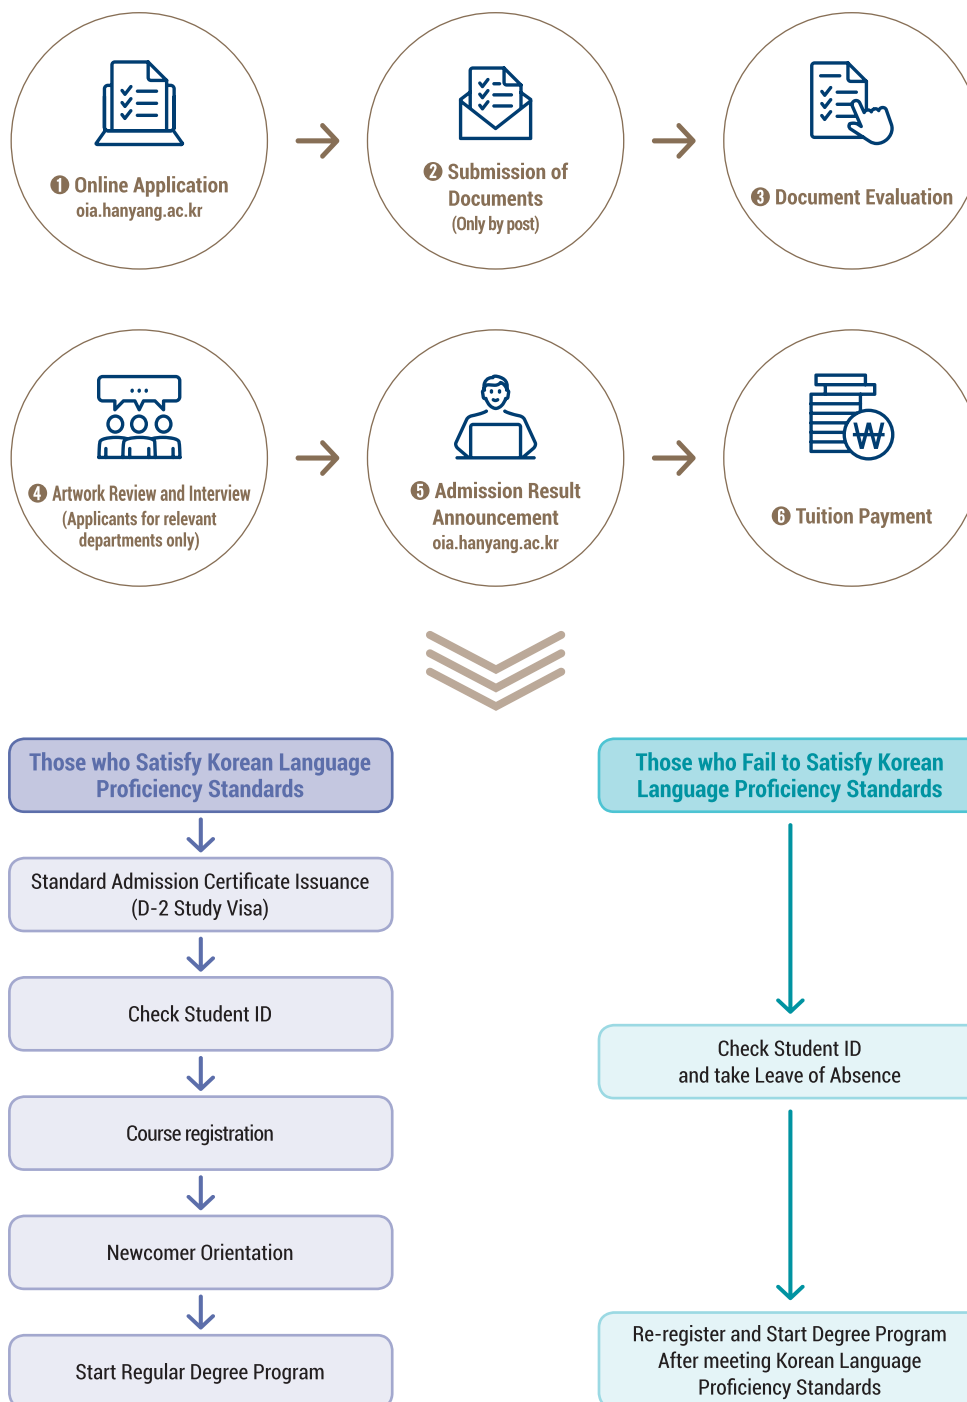 ❶ Online Application
oia.hanyang.ac.kr
❷ Submission of
Documents
(Only by post)
❸ Document Evaluation
❹ Artwork Review and Interview
(Applicants for relevant
departments only)
❺ Admission Result
Announcement
oia.hanyang.ac.kr
❻ Tuition Payment
Those who Satisfy Korean Language
Proficiency Standards
Standard Admission Certificate Issuance
(D-2 Study Visa)
Check Student ID
Course registration
Newcomer Orientation
Start Regular Degree Program
Those who Fail to Satisfy Korean
Language Proficiency Standards
Check Student ID
and take Leave of Absence
Re-register and Start Degree Program
After meeting Korean Language
Proficiency Standards